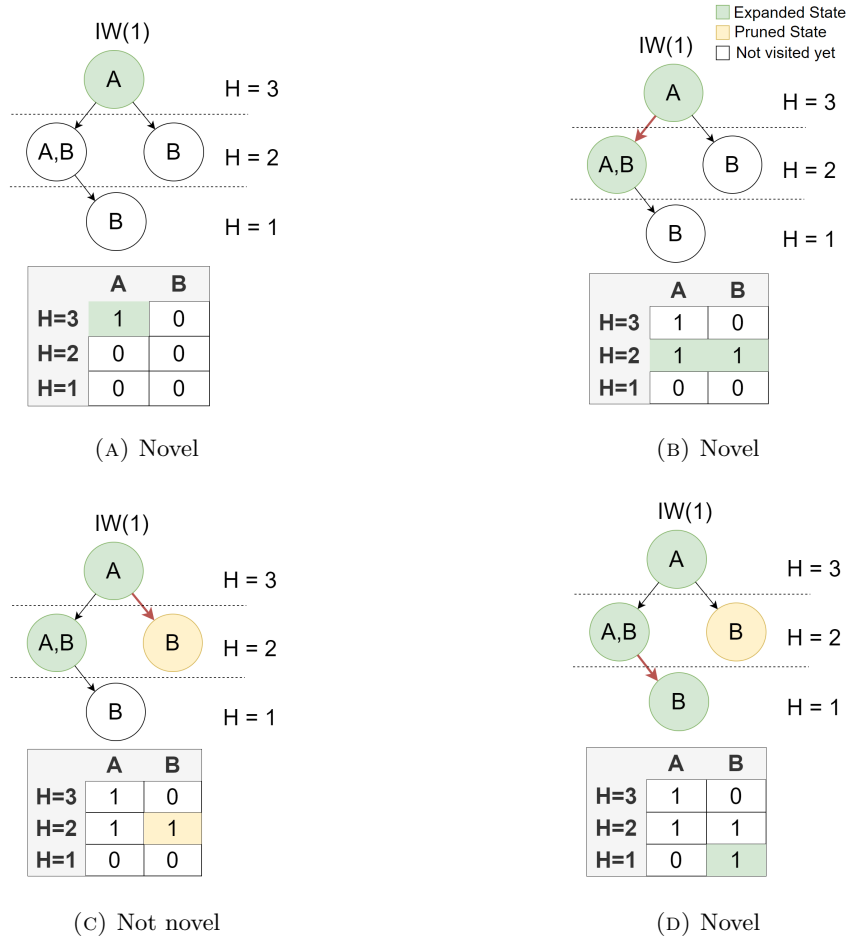 Expanded State
Pruned State
Not visited yet
IW(1)
A
H = 3
A,B
B
H = 2
B
H = 1
A B
H=3 1 0
H=2 0 0
H=1 0 0
(A) Novel
IW(1)
A
H = 3
A,B
B
H = 2
B
H = 1
A B
H=3 1 0
H=2 1 1
H=1 0 0
(B) Novel
IW(1)
A
H = 3
A,B
B
H = 2
B
H = 1
A B
H=3 1 0
H=2 1 1
H=1 0 0
(C) Not novel
IW(1)
A
H = 3
A,B
B
H = 2
B
H = 1
A B
H=3 1 0
H=2 1 1
H=1 0 1
(D) Novel